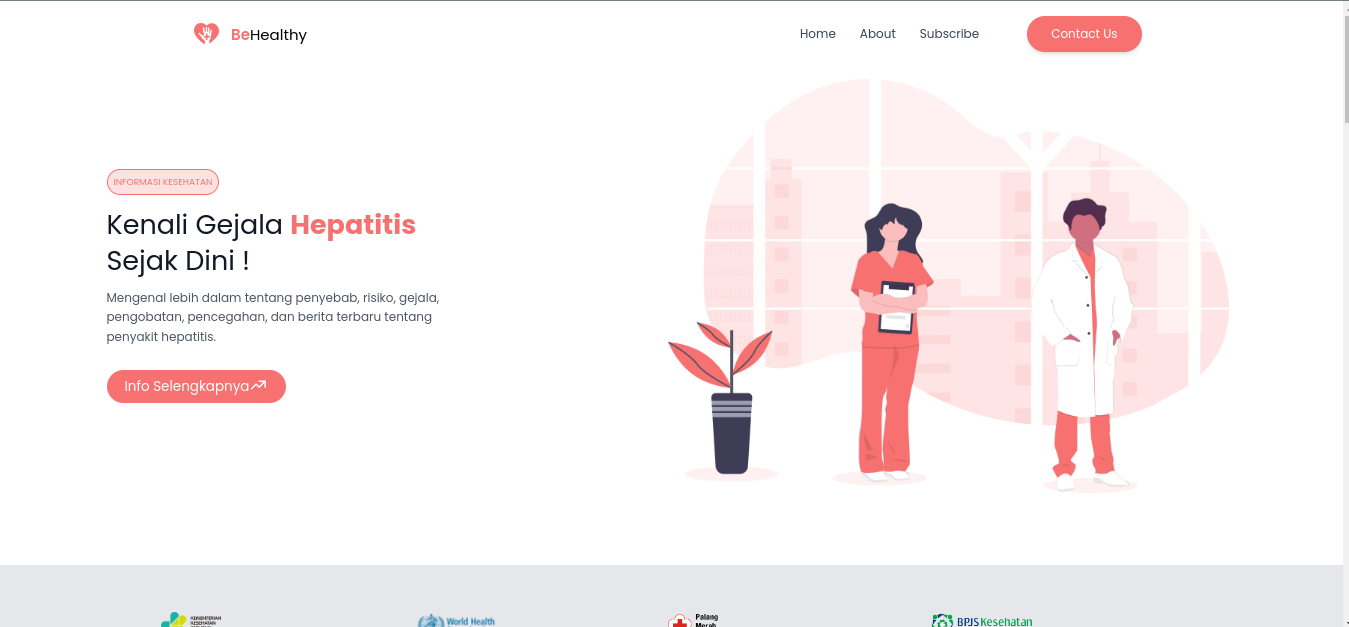 BeHealthy
Home
About
Subscribe
Contact Us
INFORMASI KESEHATAN
Kenali Gejala Hepatitis
Sejak Dini !
Mengenal lebih dalam tentang penyebab, risiko, gejala,
pengobatan, pencegahan, dan berita terbaru tentang
penyakit hepatitis.
Info Selengkapnya
KEMENTERIAN
KESEHATAN
World Health
Palang
Merah
BPJS Kesehatan